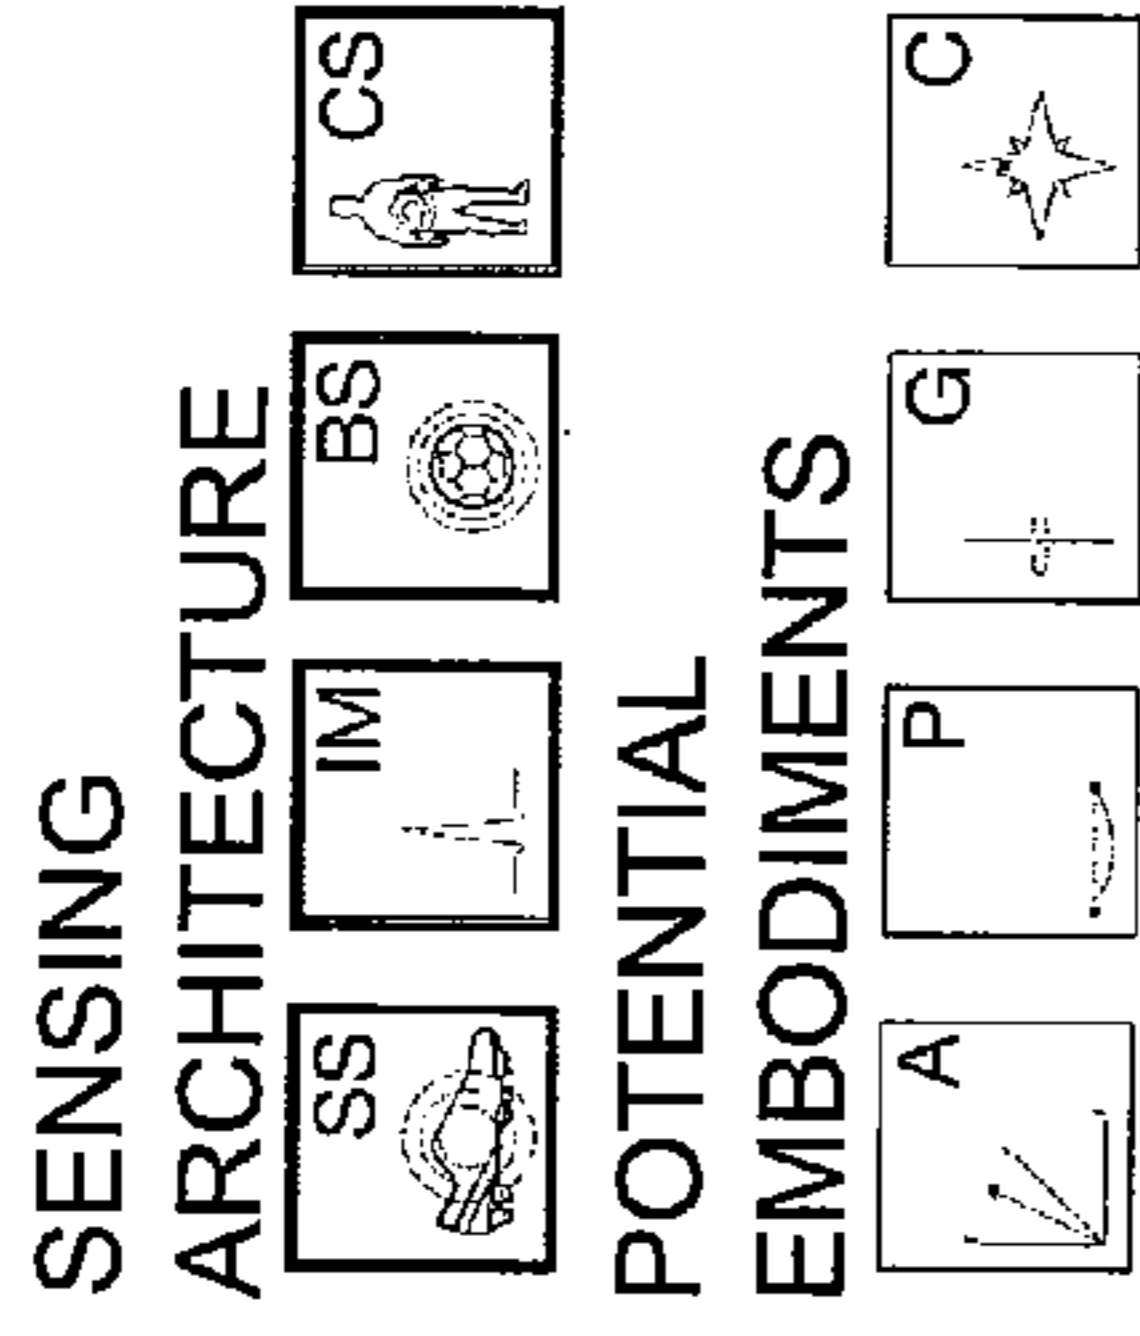 SENSING
ARCHITECTURE
SS IM BS CS
POTENTIAL
EMBODIMENTS
A P G C